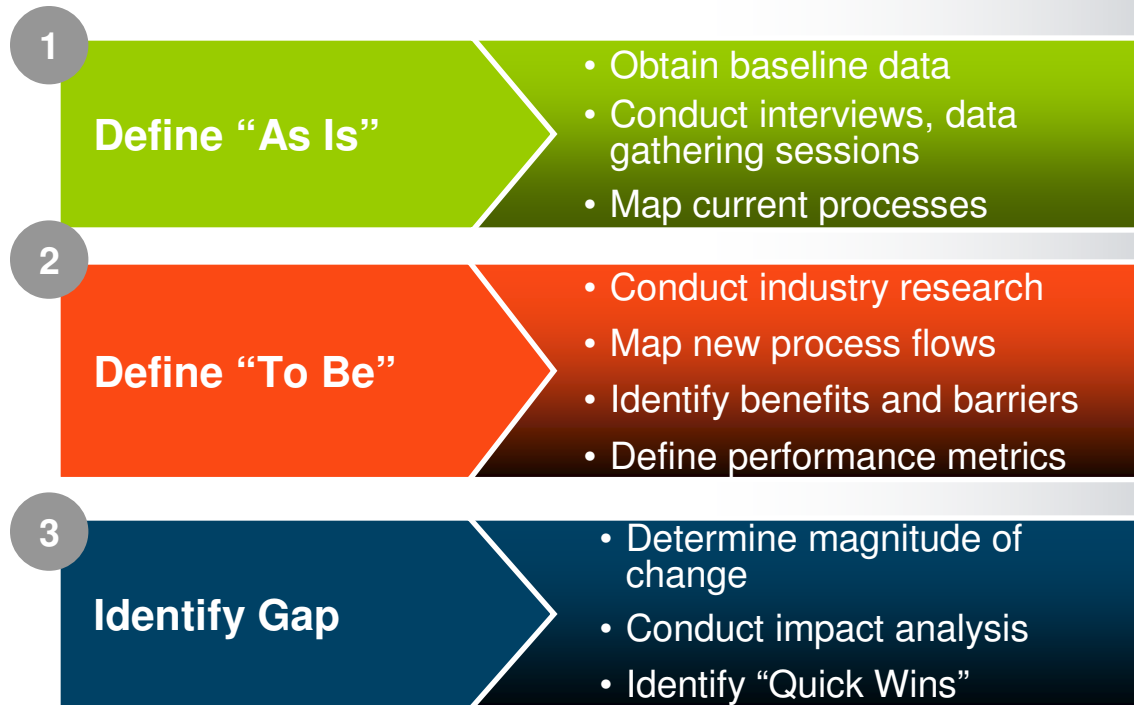 1
Define “As Is”
• Obtain baseline data
• Conduct interviews, data
gathering sessions
• Map current processes
2
Define “To Be”
• Conduct industry research
• Map new process flows
• Identify benefits and barriers
• Define performance metrics
3
Identify Gap
• Determine magnitude of
change
• Conduct impact analysis
• Identify “Quick Wins”